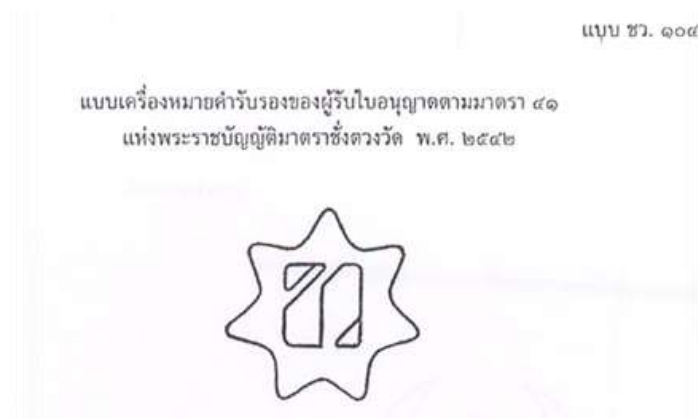 แบบ ชว. ๑๐๔
แบบเครื่องหมายคำรับรองของผู้รับใบอนุญาตตามมาตรา ๔๑
แห่งพระราชบัญญัติมาตราชั่งตวงวัด พ.ศ. ๒๕๔๒